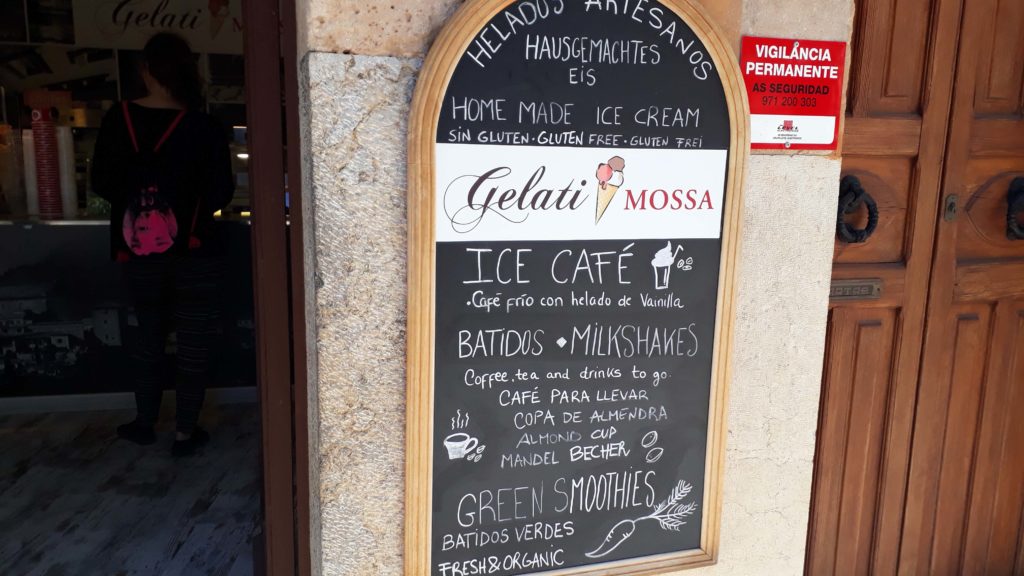 Gelati
HELADOS ARTESANOS
HAUSGEMACHTES
EIS
HOME MADE ICE CREAM
SIN GLUTEN · GLUTEN FREE · GLUTEN FREI
Gelati MOSSA
ICE CAFÉ
· Café frío con helado de Vainilla
BATIDOS · MILKSHAKES
Coffee, tea and drinks to go
CAFÉ PARA LLEVAR
COPA DE ALMENDRA
ALMOND CUP
MANDEL BECHER
GREEN SMOOTHIES
BATIDOS VERDES
FRESH & ORGANIC
VIGILÂNCIA
PERMANENTE
AS SEGURIDAD
971 200 303